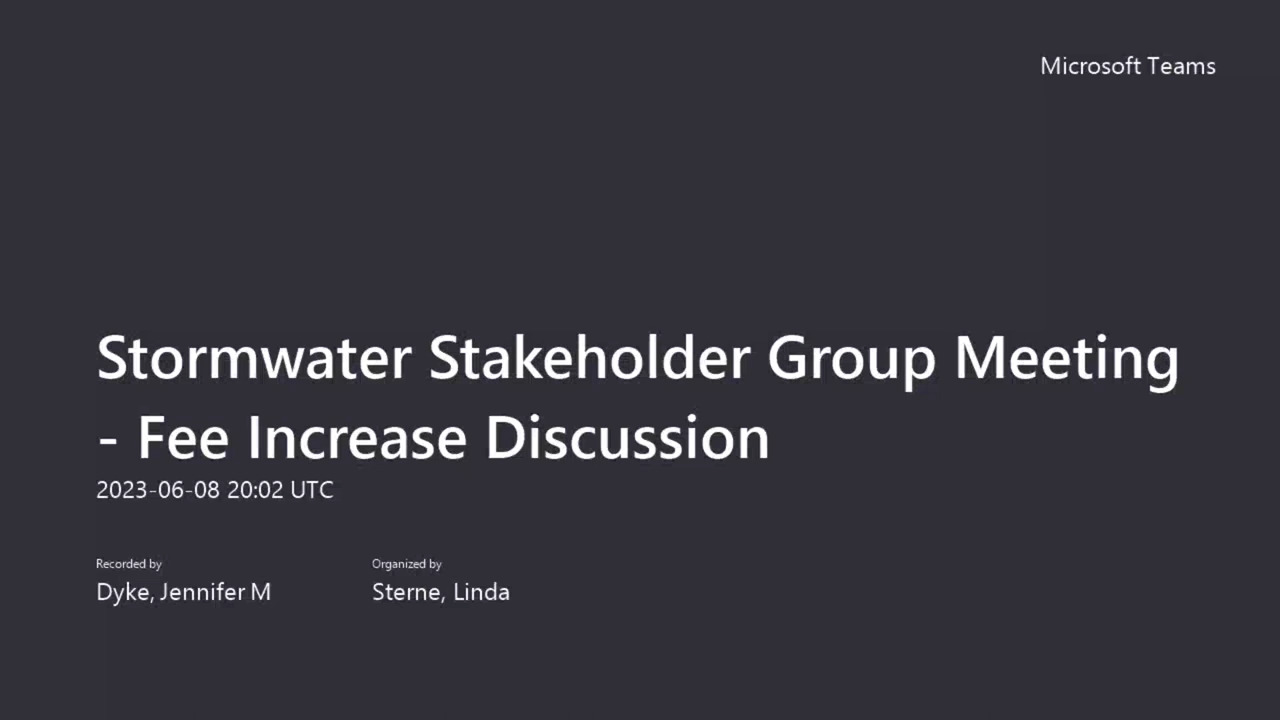 Microsoft Teams
Stormwater Stakeholder Group Meeting
- Fee Increase Discussion
2023-06-08 20:02 UTC
Recorded by
Organized by
Dyke, Jennifer M
Sterne, Linda